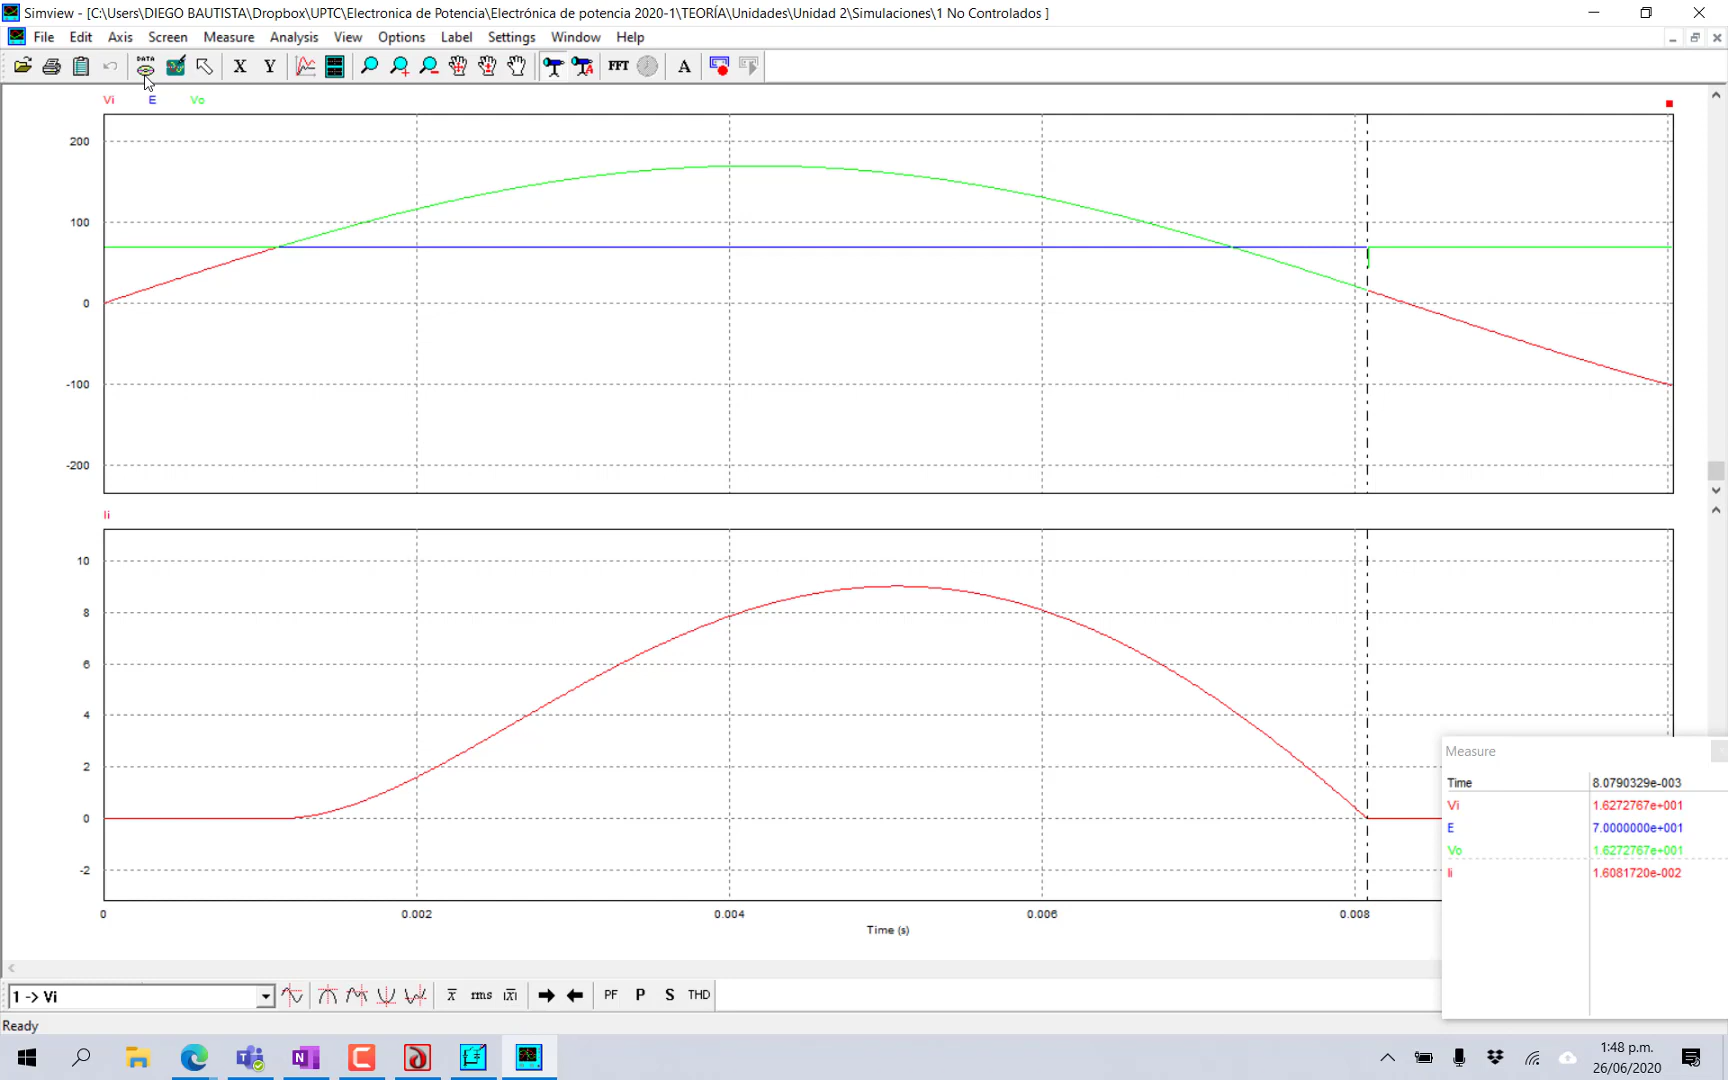 Simview - [C:\Users\DIEGO BAUTISTA\Dropbox\UPTC\Electronica de Potencia\Electrónica de potencia 2020-1\TEORÍA\Unidades\Unidad 2\Simulaciones\1 No Controlados ]
File Edit Axis Screen Measure Analysis View Options Label Settings Window Help
DATA X Y FFT A
Vi E Vo
200
100
0
-100
-200
Ii
10
8
6
4
2
0
-2
0 0.002 0.004 0.006 0.008
Time (s)
Measure
Time 8.0790329e-003
Vi 1.6272767e+001
E 7.0000000e+001
Vo 1.6272767e+001
Ii 1.6081720e-002
1 -> Vi x rms |x| PF P S THD
Ready
1:48 p.m.
26/06/2020